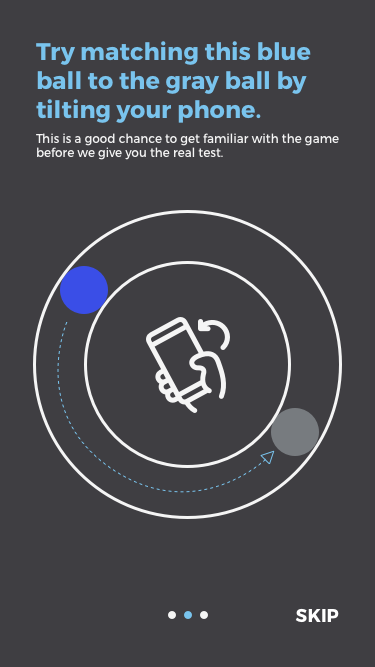 Try matching this blue
ball to the gray ball by
tilting your phone.
This is a good chance to get familiar with the game
before we give you the real test.
SKIP